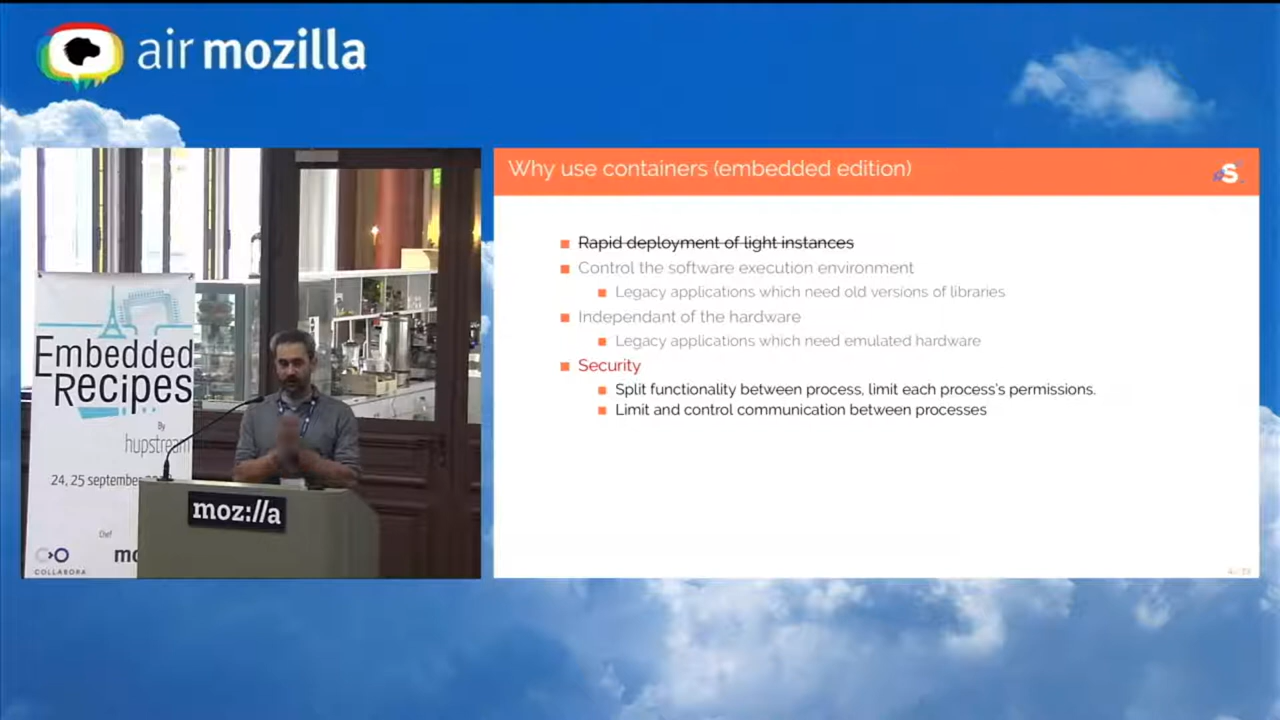 air mozilla
Why use containers (embedded edition)
S
Rapid deployment of light instances
Control the software execution environment
Legacy applications which need old versions of libraries
Independant of the hardware
Legacy applications which need emulated hardware
Security
Split functionality between process, limit each process's permissions.
Limit and control communication between processes
Embedded
Recipes
By
hupstream
24, 25 september
Chef
COLLABORA
moz://a